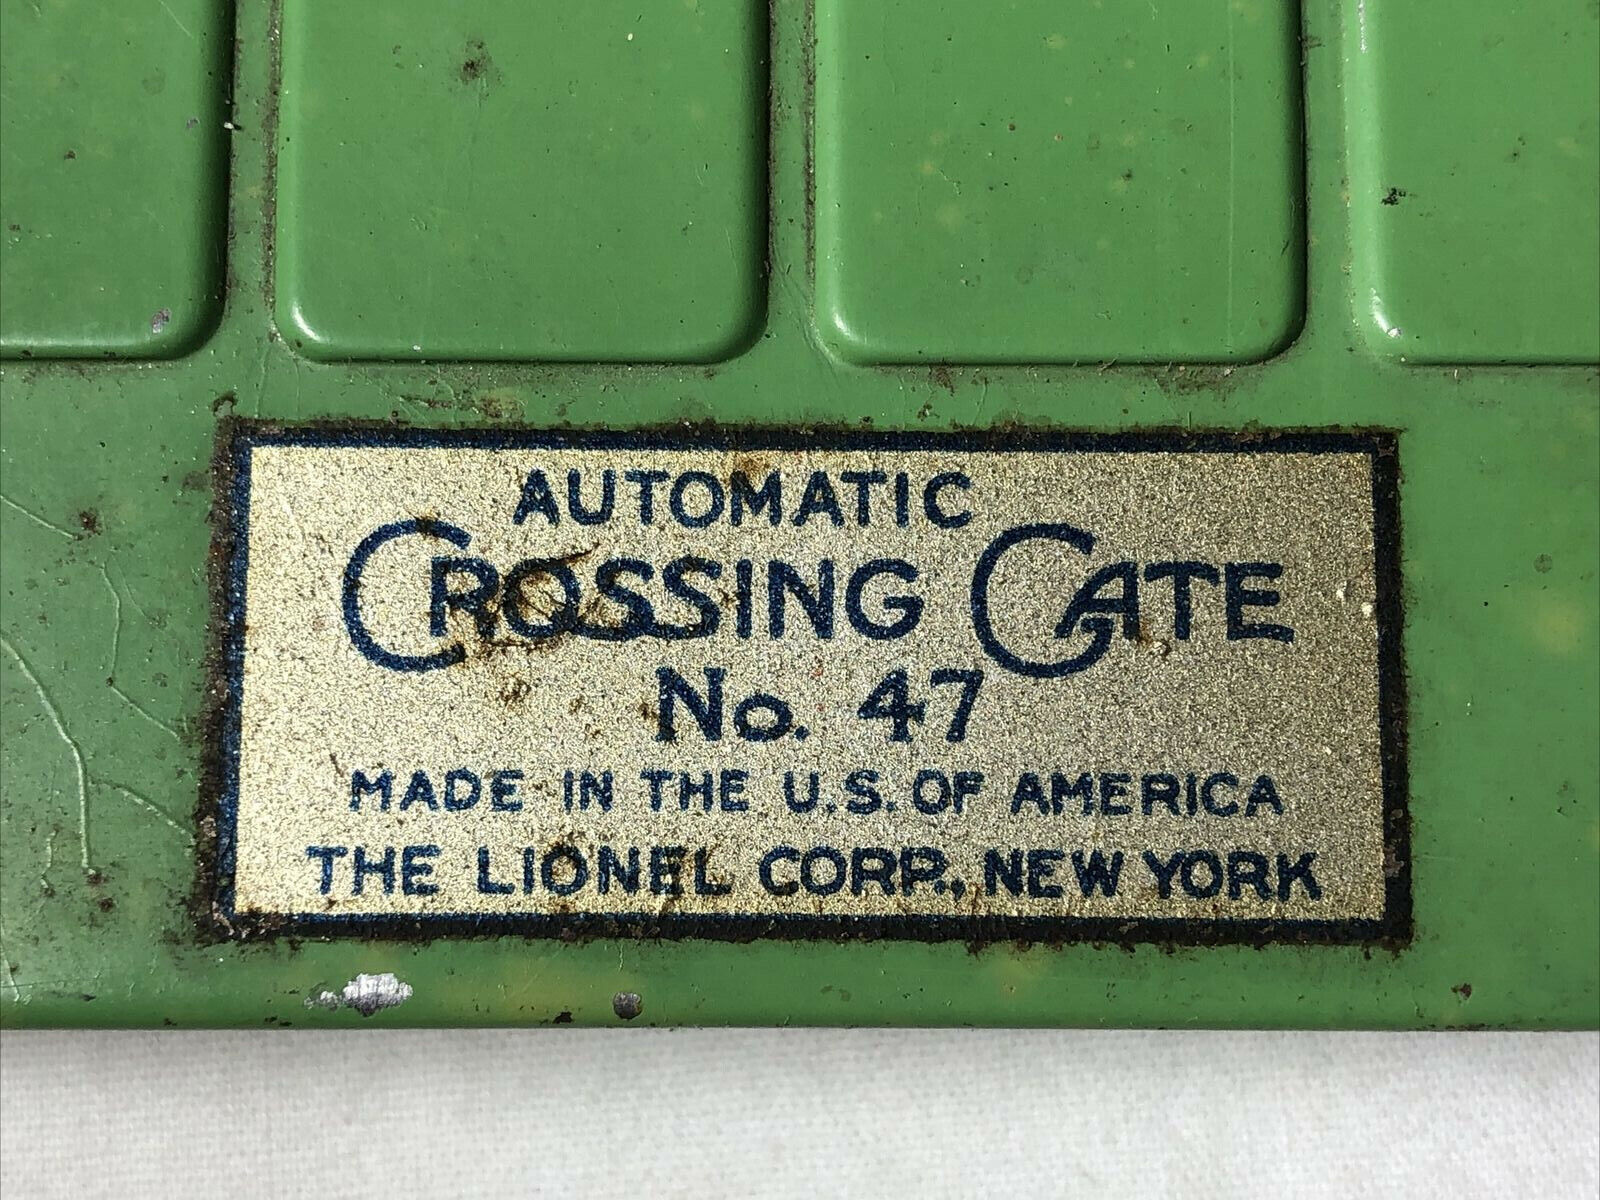 AUTOMATIC
CROSSING GATE
No. 47
MADE IN THE U.S. OF AMERICA
THE LIONEL CORP., NEW YORK